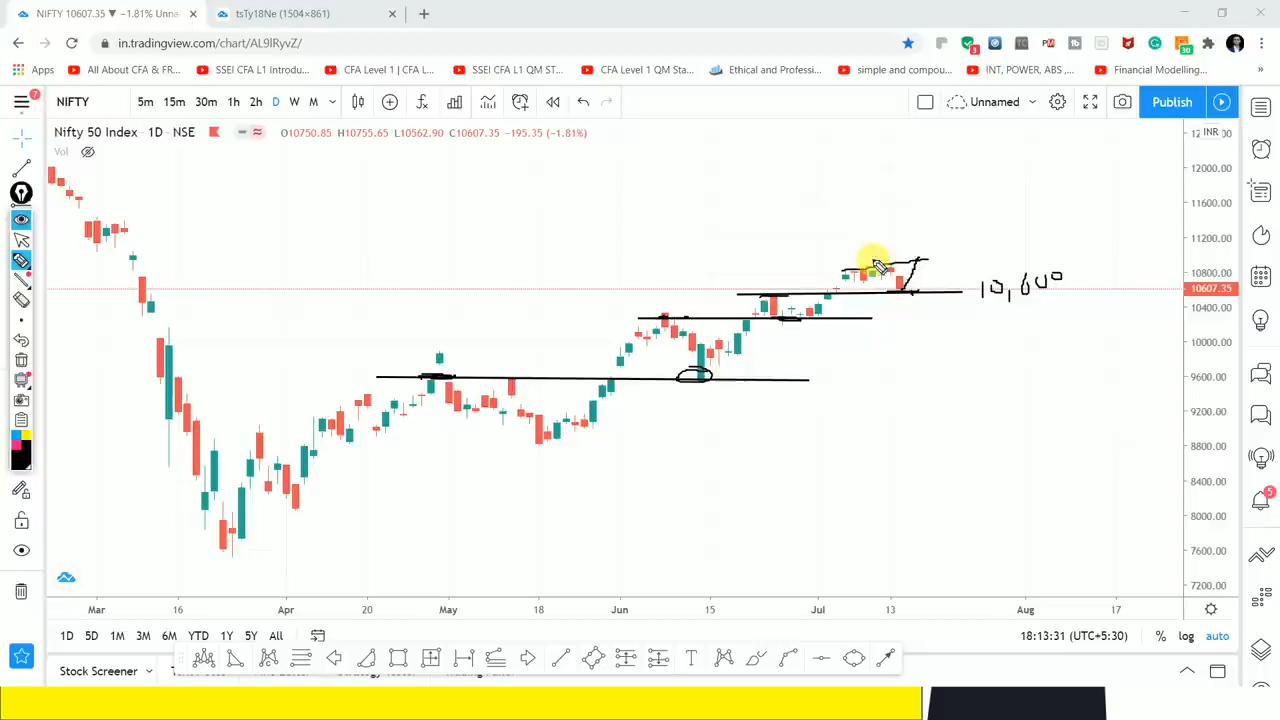 NIFTY 10607.35 ▼ −1.81% Unna
tsTy18Ne (1504×861)
in.tradingview.com/chart/AL9lRyvZ/
Apps
All About CFA & FR...
SSEI CFA L1 Introdu...
CFA Level 1 | CFA L...
SSEI CFA L1 QM ST...
CFA Level 1 QM Sta...
Ethical and Professi...
simple and compou...
INT, POWER, ABS ,...
Financial Modelling...
»
7
NIFTY 5m 15m 30m 1h 2h D W M Unnamed Publish
Nifty 50 Index · 1D · NSE O10750.85 H10755.65 L10562.90 C10607.35 −195.35 (−1.81%)
INR
Vol
12000.00
11600.00
11200.00
10800.00
10607.35
10,600
10400.00
10000.00
9600.00
9200.00
8800.00
8400.00
8000.00
7600.00
7200.00
Mar 16 Apr 20 May 18 Jun 15 Jul 13 Aug 17
1D 5D 1M 3M 6M YTD 1Y 5Y All 18:13:31 (UTC+5:30) % log auto
Stock Screener
3
30
5